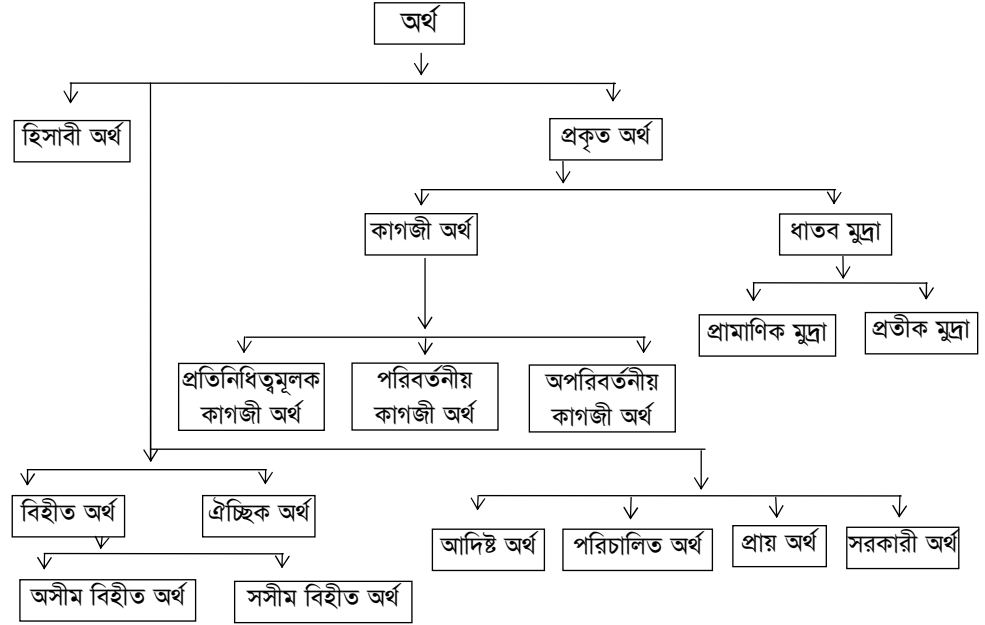 অর্থ
হিসাবী অর্থ
প্রকৃত অর্থ
কাগজী অর্থ
ধাতব মুদ্রা
প্রামাণিক মুদ্রা
প্রতীক মুদ্রা
প্রতিনিধিত্বমূলক
কাগজী অর্থ
পরিবর্তনীয়
কাগজী অর্থ
অপরিবর্তনীয়
কাগজী অর্থ
বিহীত অর্থ
ঐচ্ছিক অর্থ
আদিষ্ট অর্থ
পরিচালিত অর্থ
প্রায় অর্থ
সরকারী অর্থ
অসীম বিহীত অর্থ
সসীম বিহীত অর্থ